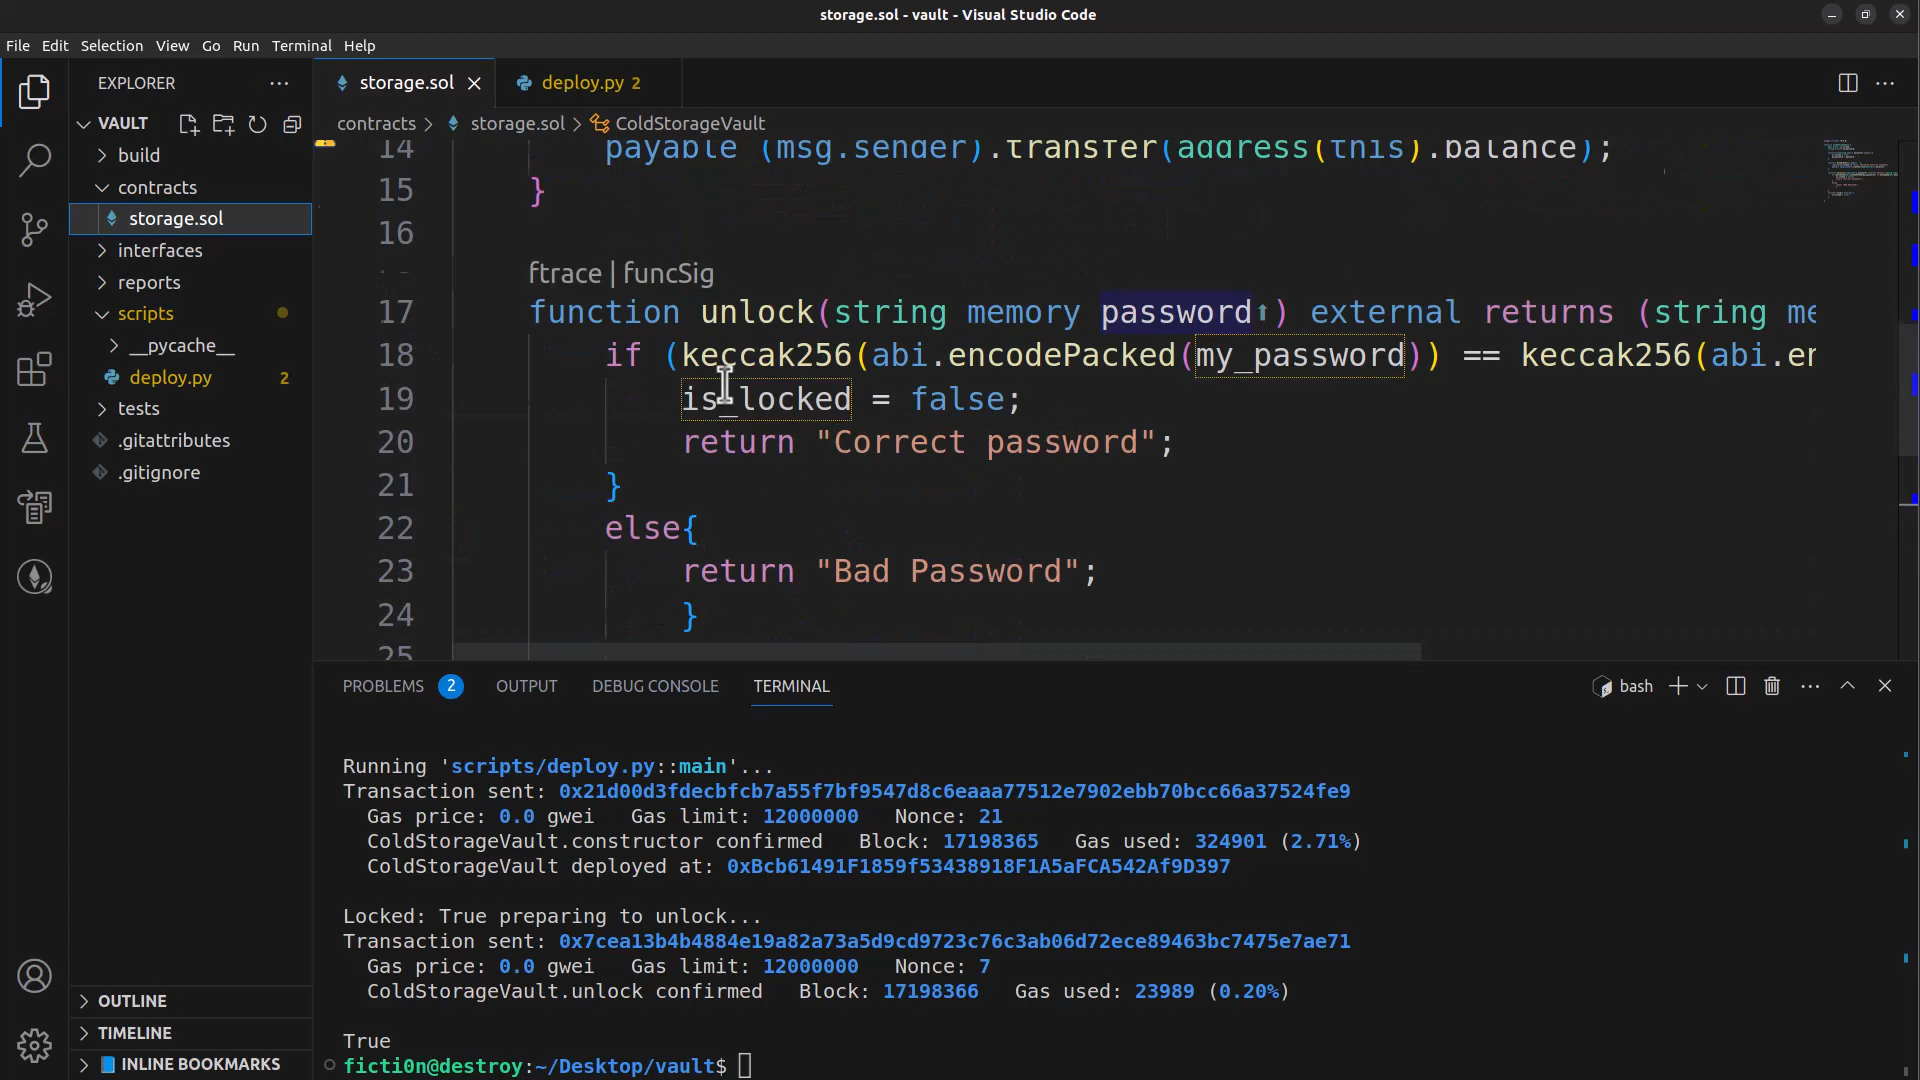 storage.sol - vault - Visual Studio Code
File Edit Selection View Go Run Terminal Help
EXPLORER
VAULT
build
contracts
storage.sol
interfaces
reports
scripts
__pycache__
deploy.py 2
tests
.gitattributes
.gitignore
OUTLINE
TIMELINE
INLINE BOOKMARKS
storage.sol
deploy.py 2
contracts > storage.sol > ColdStorageVault
14 payable (msg.sender).transfer(address(this).balance);
15 }
16
ftrace | funcSig
17 function unlock(string memory password⬆) external returns (string me
18 if (keccak256(abi.encodePacked(my_password)) == keccak256(abi.en
19 is_locked = false;
20 return "Correct password";
21 }
22 else{
23 return "Bad Password";
24 }
25
PROBLEMS 2 OUTPUT DEBUG CONSOLE TERMINAL
bash
Running 'scripts/deploy.py::main'...
Transaction sent: 0x21d00d3fdecbfcb7a55f7bf9547d8c6eaaa77512e7902ebb70bcc66a37524fe9
Gas price: 0.0 gwei Gas limit: 12000000 Nonce: 21
ColdStorageVault.constructor confirmed Block: 17198365 Gas used: 324901 (2.71%)
ColdStorageVault deployed at: 0xBcb61491F1859f53438918F1A5aFCA542Af9D397
Locked: True preparing to unlock...
Transaction sent: 0x7cea13b4b4884e19a82a73a5d9cd9723c76c3ab06d72ece89463bc7475e7ae71
Gas price: 0.0 gwei Gas limit: 12000000 Nonce: 7
ColdStorageVault.unlock confirmed Block: 17198366 Gas used: 23989 (0.20%)
True
ficti0n@destroy:~/Desktop/vault$